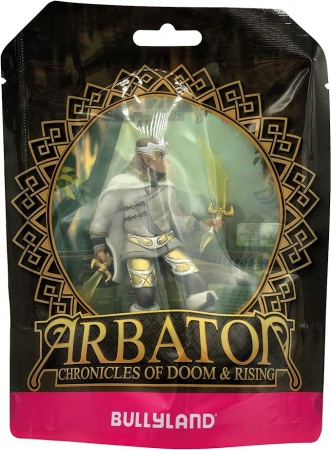 ARBATON
CHRONICLES OF DOOM & RISING
BULLYLAND®